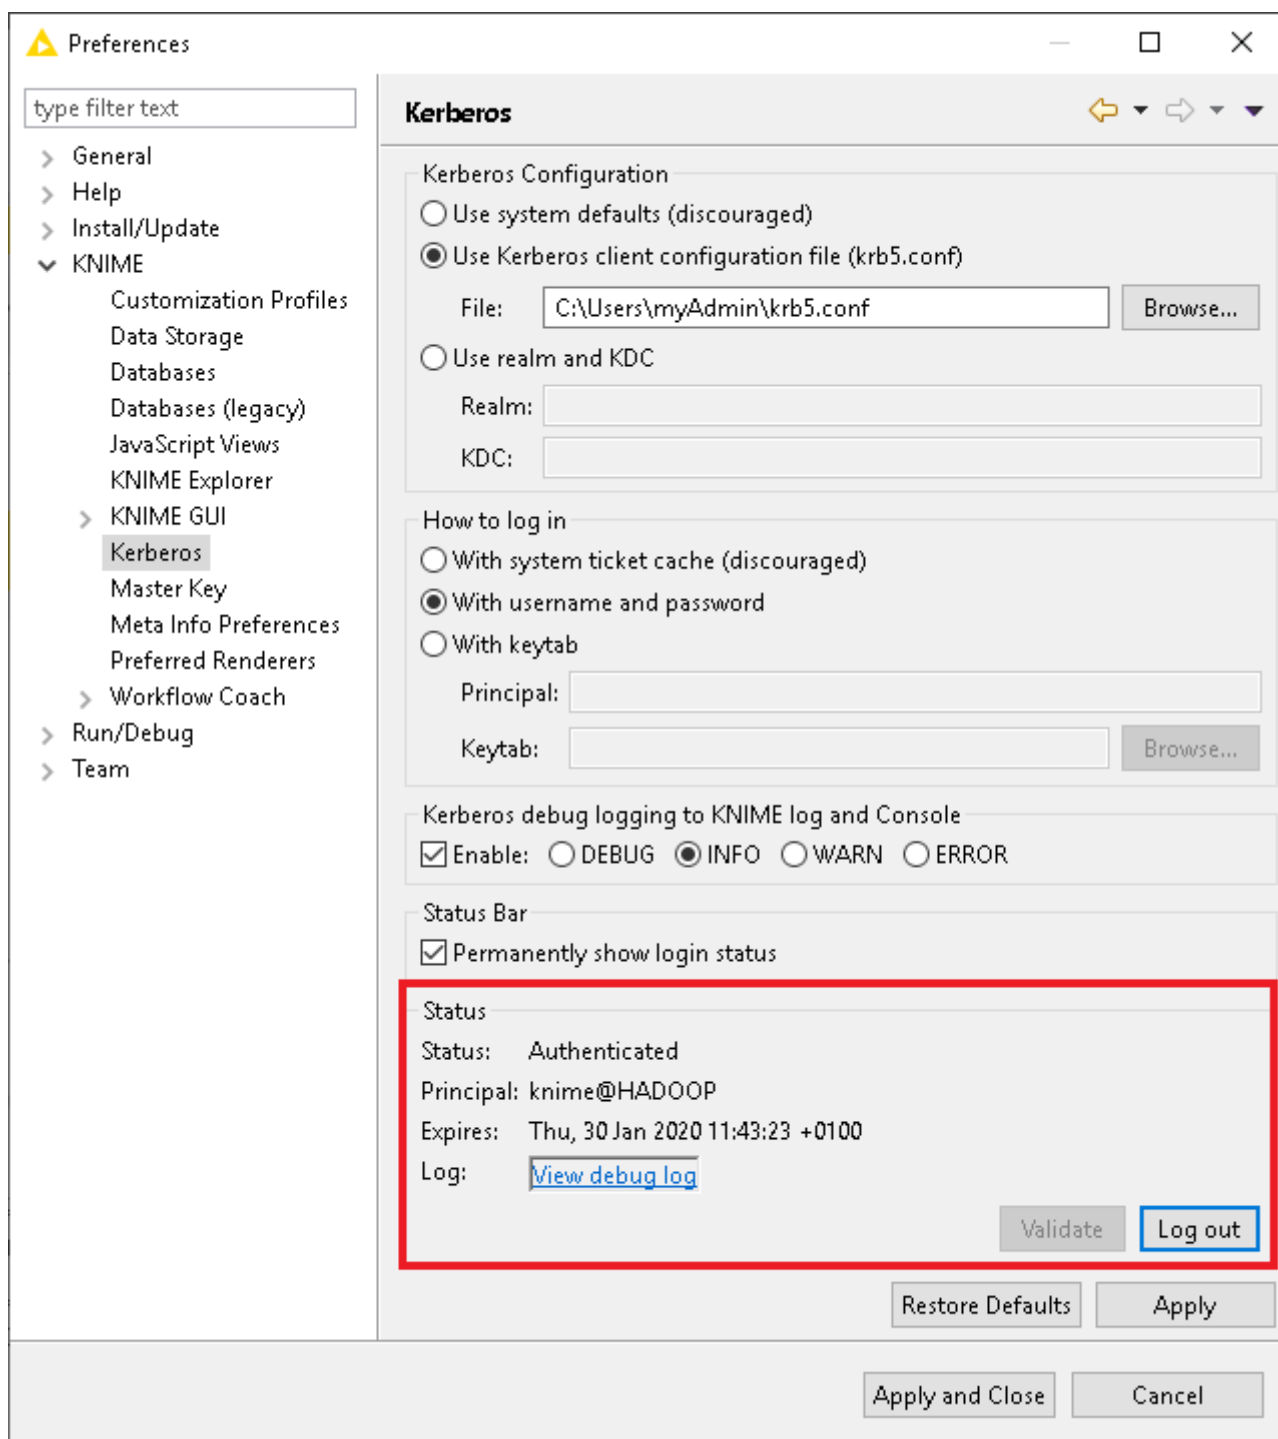 Preferences
type filter text
General
Help
Install/Update
KNIME
Customization Profiles
Data Storage
Databases
Databases (legacy)
JavaScript Views
KNIME Explorer
KNIME GUI
Kerberos
Master Key
Meta Info Preferences
Preferred Renderers
Workflow Coach
Run/Debug
Team
Kerberos
Kerberos Configuration
Use system defaults (discouraged)
Use Kerberos client configuration file (krb5.conf)
File: C:\Users\myAdmin\krb5.conf Browse...
Use realm and KDC
Realm:
KDC:
How to log in
With system ticket cache (discouraged)
With username and password
With keytab
Principal:
Keytab: Browse...
Kerberos debug logging to KNIME log and Console
Enable: DEBUG INFO WARN ERROR
Status Bar
Permanently show login status
Status
Status: Authenticated
Principal: knime@HADOOP
Expires: Thu, 30 Jan 2020 11:43:23 +0100
Log: View debug log
Validate Log out
Restore Defaults Apply
Apply and Close Cancel